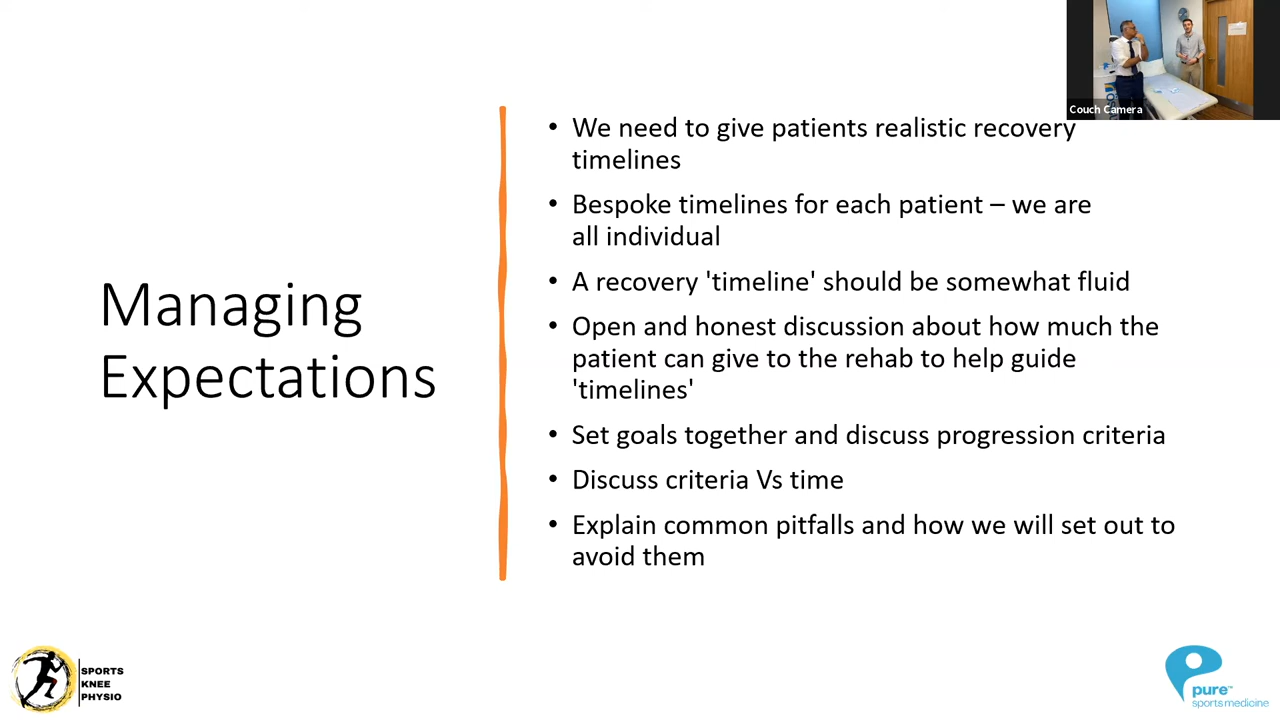 Couch Camera
Managing
Expectations
• We need to give patients realistic recovery
timelines
• Bespoke timelines for each patient – we are
all individual
• A recovery 'timeline' should be somewhat fluid
• Open and honest discussion about how much the
patient can give to the rehab to help guide
'timelines'
• Set goals together and discuss progression criteria
• Discuss criteria Vs time
• Explain common pitfalls and how we will set out to
avoid them
SPORTS
KNEE
PHYSIO
pure™
sportsmedicine